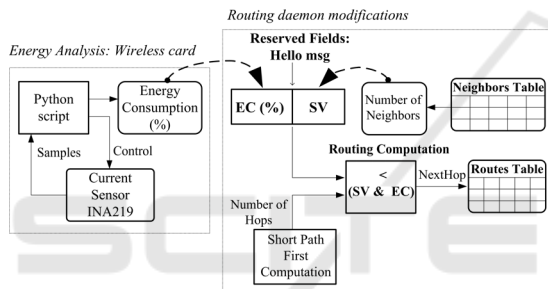 Routing daemon modifications
Energy Analysis: Wireless card
Reserved Fields:
Hello msg
Python
script
Energy
Consumption
(%)
EC (%)
SV
Number of
Neighbors
Neighbors Table
Samples
Control
Routing Computation
<
(SV & EC)
NextHop
Routes Table
Current
Sensor
INA219
Number of
Hops
Short Path
First
Computation
SCITE